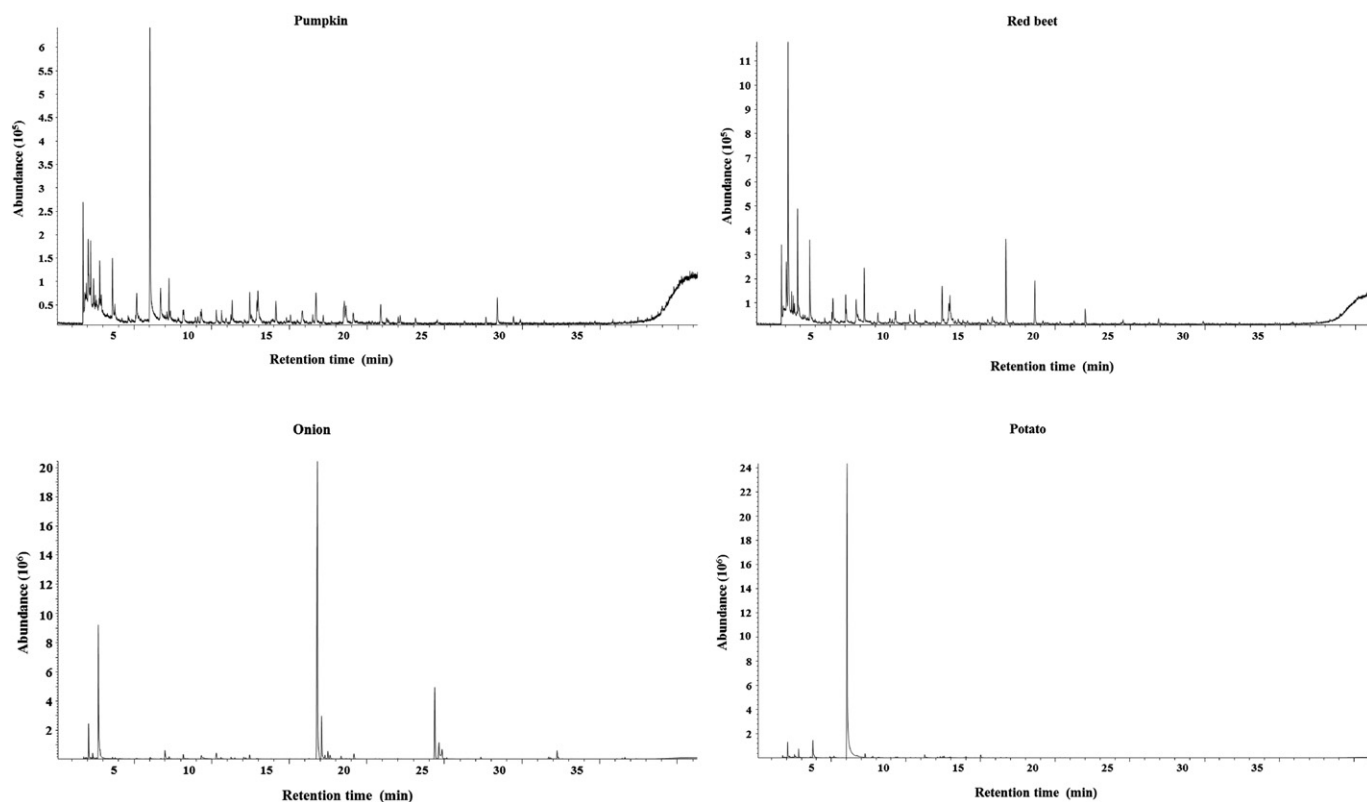 Pumpkin
Abundance (10⁵)
6
5.5
5
4.5
4
3.5
3
2.5
2
1.5
1
0.5
5 10 15 20 25 30 35
Retention time (min)
Red beet
Abundance (10⁵)
11
10
9
8
7
6
5
4
3
2
1
5 10 15 20 25 30 35
Retention time (min)
Onion
Abundance (10⁶)
20
18
16
14
12
10
8
6
4
2
5 10 15 20 25 30 35
Retention time (min)
Potato
Abundance (10⁶)
24
22
20
18
16
14
12
10
8
6
4
2
5 10 15 20 25 30 35
Retention time (min)